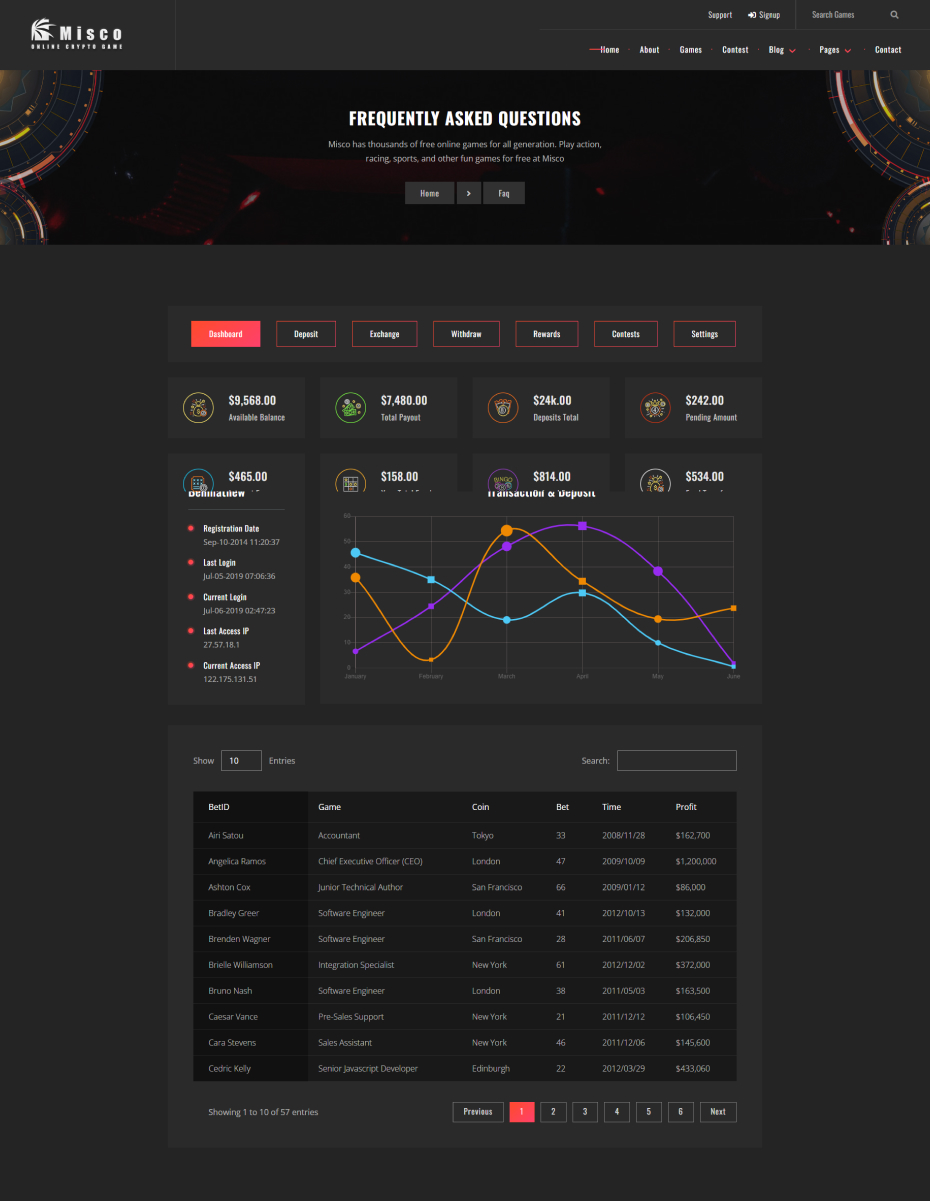 Support Signup Search Games
Misco
ONLINE CRYPTO GAME
Home About Games Contest Blog Pages Contact
FREQUENTLY ASKED QUESTIONS
Misco has thousands of free online games for all generation. Play action,
racing, sports, and other fun games for free at Misco
Home > Faq
Dashboard Deposit Exchange Withdraw Rewards Contests Settings
$9,568.00
Available Balance
$7,480.00
Total Payout
$24k.00
Deposits Total
$242.00
Pending Amount
$465.00
$158.00
BINGO
$814.00
$534.00
Transaction & Deposit
Registration Date
Sep-10-2014 11:20:37
Last Login
Jul-05-2019 07:06:36
Current Login
Jul-06-2019 02:47:23
Last Access IP
27.57.18.1
Current Access IP
122.175.131.51
60
50
40
30
20
10
0
January February March April May June
Show 10 Entries Search:
BetID Game Coin Bet Time Profit
Airi Satou Accountant Tokyo 33 2008/11/28 $162,700
Angelica Ramos Chief Executive Officer (CEO) London 47 2009/10/09 $1,200,000
Ashton Cox Junior Technical Author San Francisco 66 2009/01/12 $86,000
Bradley Greer Software Engineer London 41 2012/10/13 $132,000
Brenden Wagner Software Engineer San Francisco 28 2011/06/07 $206,850
Brielle Williamson Integration Specialist New York 61 2012/12/02 $372,000
Bruno Nash Software Engineer London 38 2011/05/03 $163,500
Caesar Vance Pre-Sales Support New York 21 2011/12/12 $106,450
Cara Stevens Sales Assistant New York 46 2011/12/06 $145,600
Cedric Kelly Senior Javascript Developer Edinburgh 22 2012/03/29 $433,060
Showing 1 to 10 of 57 entries Previous 1 2 3 4 5 6 Next